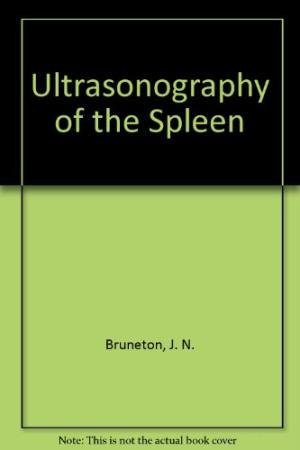 Ultrasonography
of the Spleen
Bruneton, J. N.
Note: This is not the actual book cover